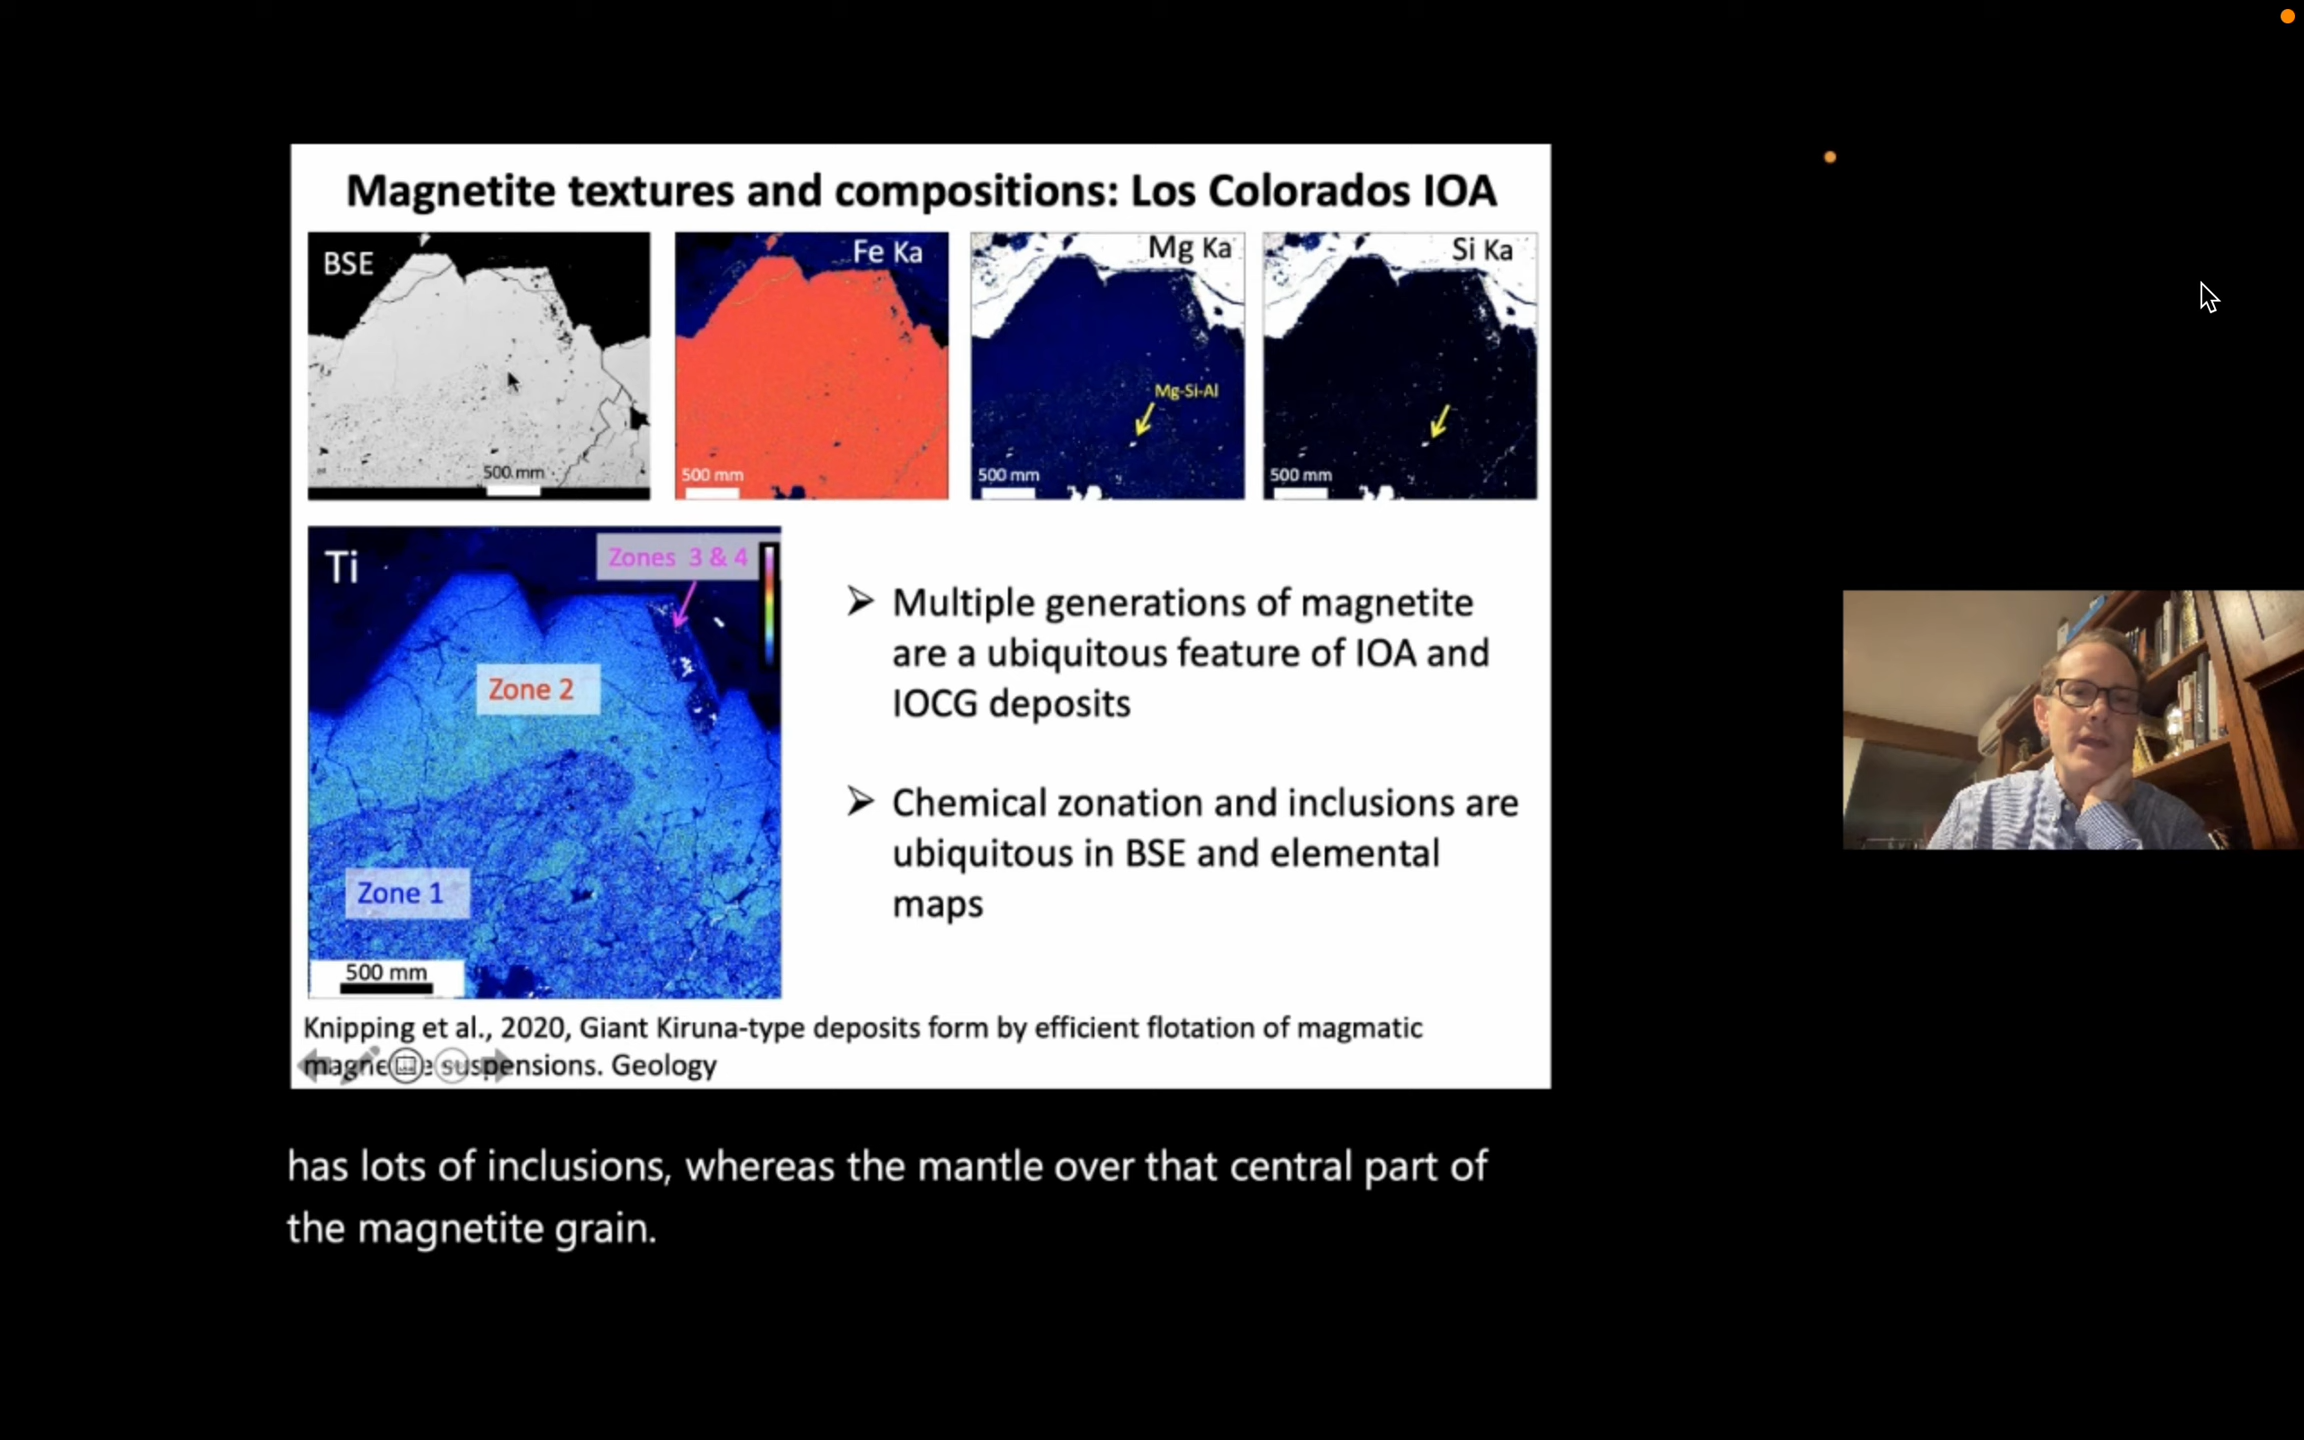 Magnetite textures and compositions: Los Colorados IOA
BSE
Fe Ka
Mg Ka
Si Ka
Mg-Si-Al
500 mm
500 mm
500 mm
500 mm
Ti
Zones 3 & 4
Zone 2
Zone 1
500 mm
➢ Multiple generations of magnetite
are a ubiquitous feature of IOA and
IOCG deposits
➢ Chemical zonation and inclusions are
ubiquitous in BSE and elemental
maps
Knipping et al., 2020, Giant Kiruna-type deposits form by efficient flotation of magmatic
magnetite suspensions. Geology
has lots of inclusions, whereas the mantle over that central part of
the magnetite grain.